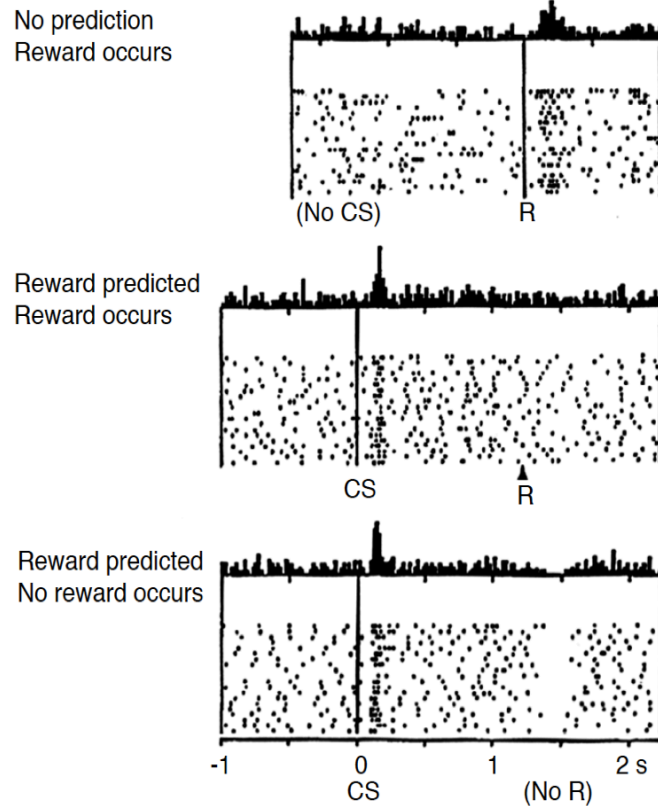 No prediction
Reward occurs
(No CS) R
Reward predicted
Reward occurs
CS R
Reward predicted
No reward occurs
-1 0 1 2 s
CS (No R)